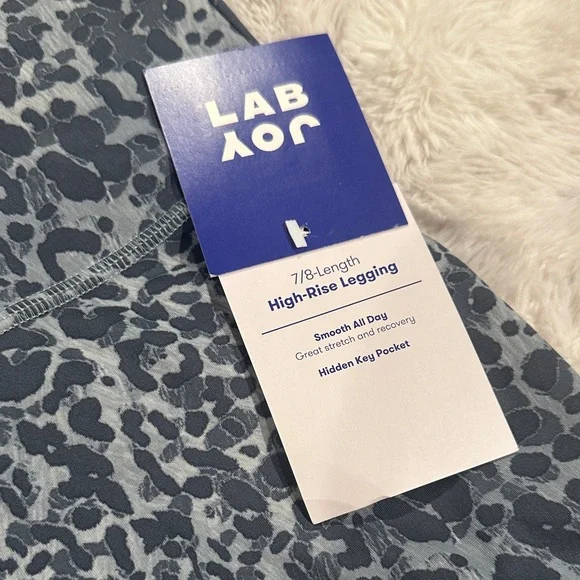 LAB
JOY
7/8-Length
High-Rise Legging
Smooth All Day
Great stretch and recovery
Hidden Key Pocket